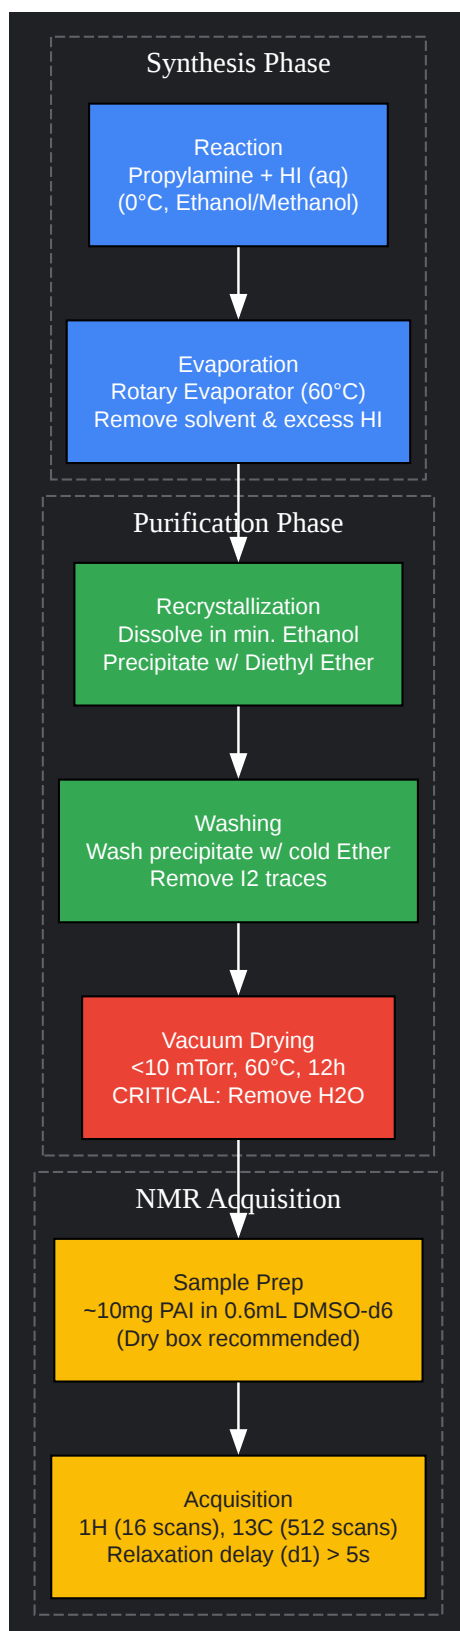 Synthesis Phase
Reaction
Propylamine + HI (aq)
(0°C, Ethanol/Methanol)
Evaporation
Rotary Evaporator (60°C)
Remove solvent & excess HI
Purification Phase
Recrystallization
Dissolve in min. Ethanol
Precipitate w/ Diethyl Ether
Washing
Wash precipitate w/ cold Ether
Remove I2 traces
Vacuum Drying
<10 mTorr, 60°C, 12h
CRITICAL: Remove H2O
NMR Acquisition
Sample Prep
~10mg PAI in 0.6mL DMSO-d6
(Dry box recommended)
Acquisition
1H (16 scans), 13C (512 scans)
Relaxation delay (d1) > 5s